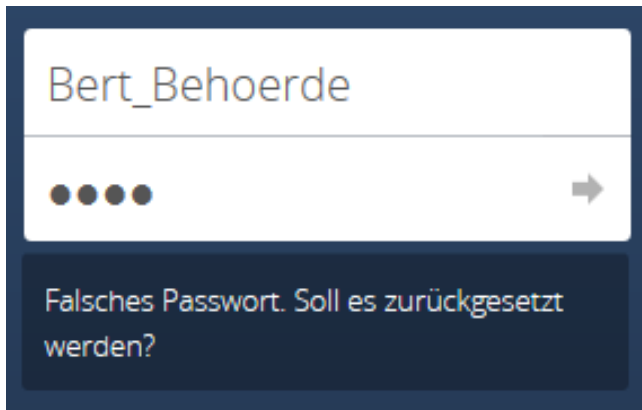 Bert_Behoerde
●●●●
Falsches Passwort. Soll es zurückgesetzt
werden?